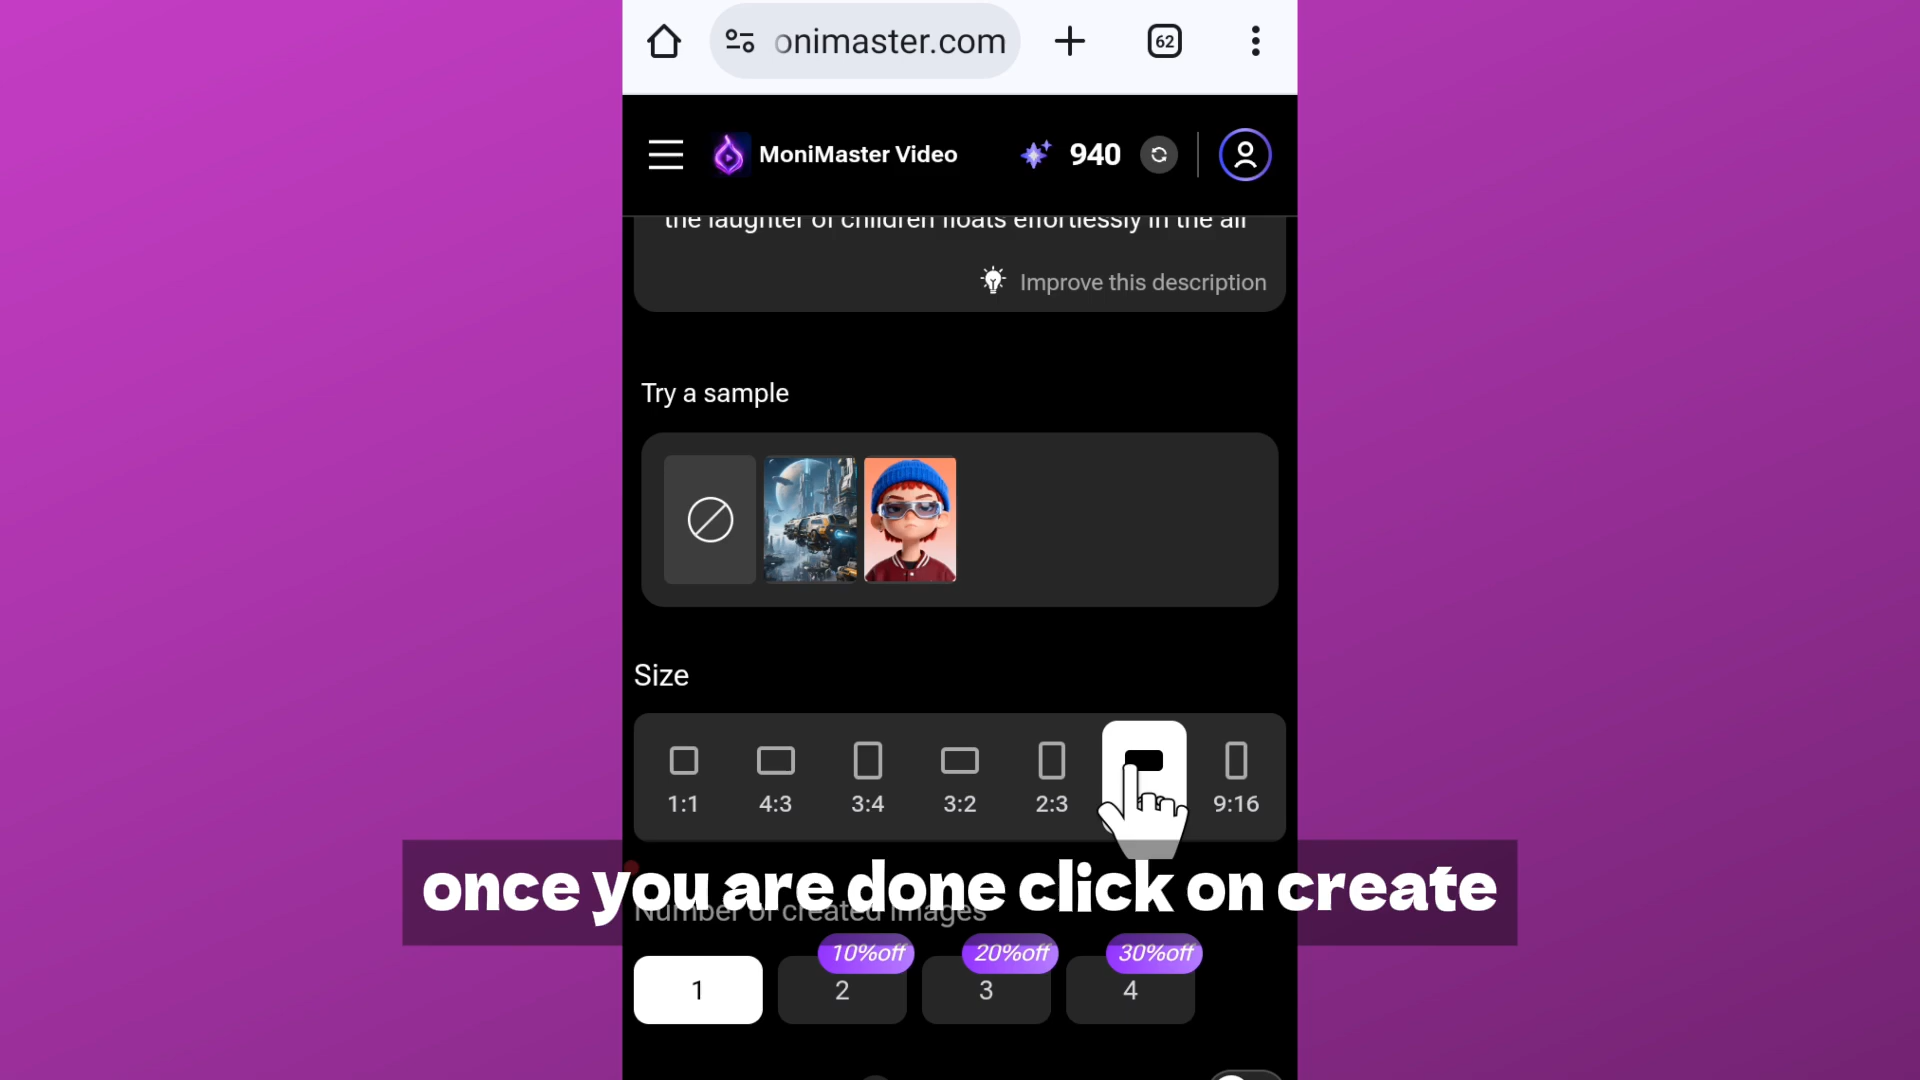 onimaster.com
62
MoniMaster Video
940
the laughter of children floats effortlessly in the air
Improve this description
Try a sample
Size
1:1
4:3
3:4
3:2
2:3
9:16
once you are done click on create
Number of created images
10%off
20%off
30%off
1
2
3
4